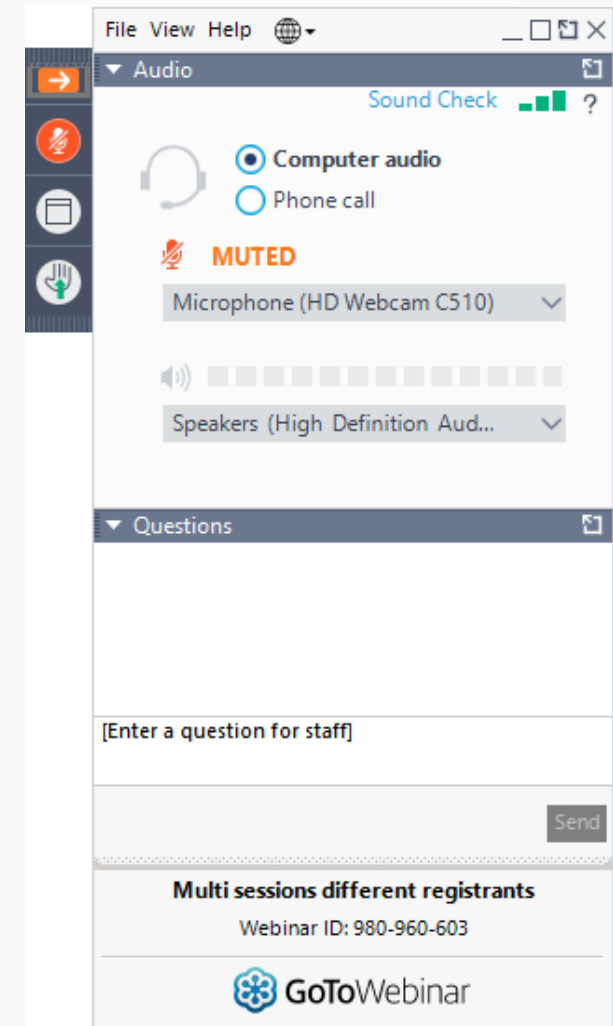 File View Help
Audio
Sound Check ?
Computer audio
Phone call
MUTED
Microphone (HD Webcam C510)
Speakers (High Definition Aud...
Questions
[Enter a question for staff]
Send
Multi sessions different registrants
Webinar ID: 980-960-603
GoToWebinar